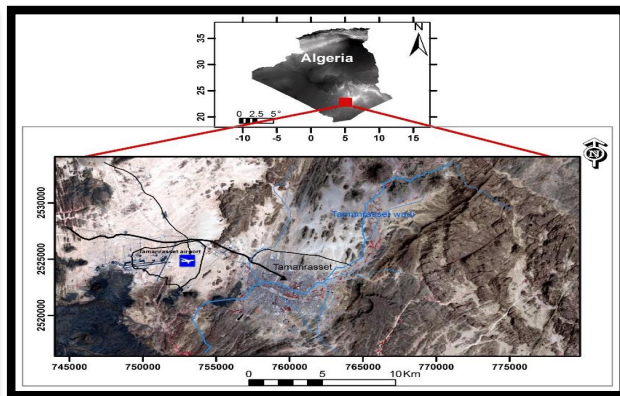 N
35
30
25
20
Algeria
0 2.5 5°
-10 -5 0 5 10 15
N
2530000
2525000
2520000
Tamanrasset wadi
Tamanrasset airport
Tamanrasset
745000 750000 755000 760000 765000 770000 775000
0 5 10Km